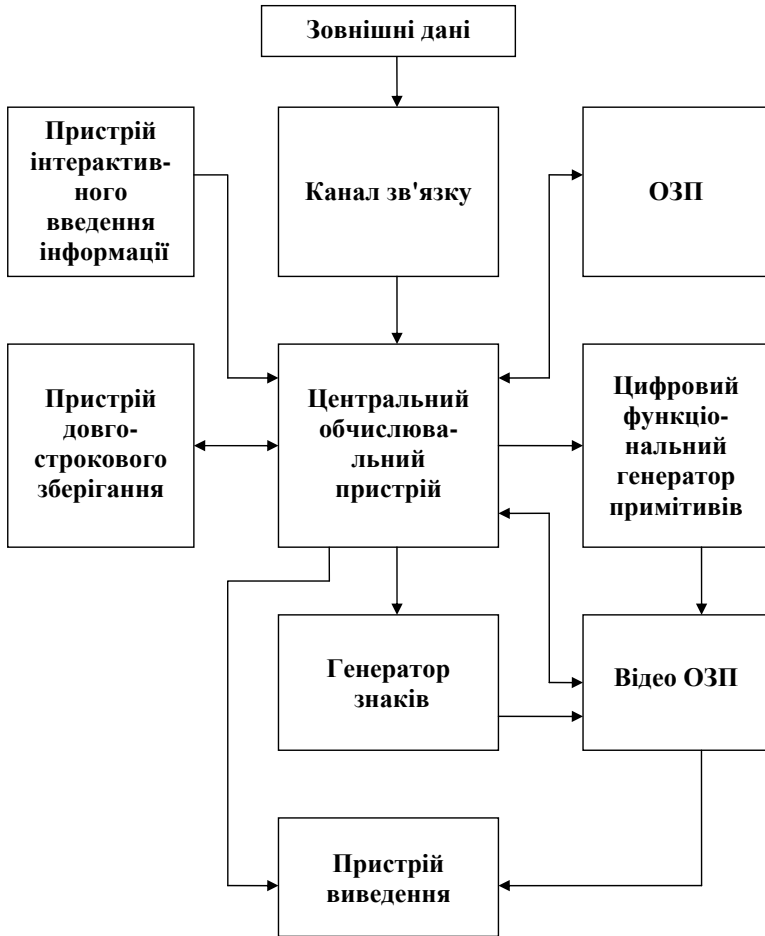 Зовнішні дані
Пристрій
інтерактив-
ного
введення
інформації
Канал зв'язку
ОЗП
Пристрій
довго-
строкового
зберігання
Центральний
обчислюва-
льний
пристрій
Цифровий
функціо-
нальний
генератор
примітивів
Генератор
знаків
Відео ОЗП
Пристрій
виведення